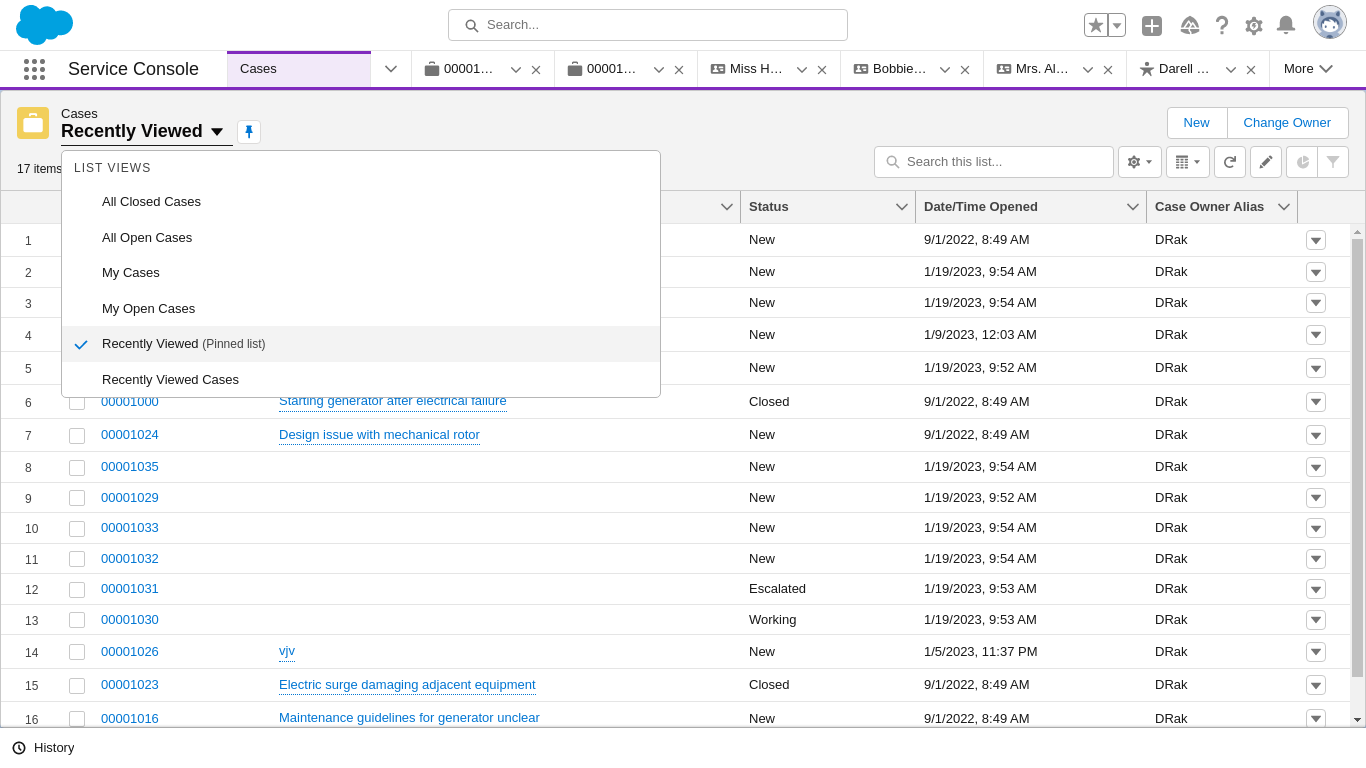 Search...
Service Console
Cases
00001…
00001…
Miss H…
Bobbie…
Mrs. Al…
Darell …
More
Cases
Recently Viewed
New
Change Owner
17 items
Search this list...
LIST VIEWS
All Closed Cases
All Open Cases
My Cases
My Open Cases
Recently Viewed (Pinned list)
Recently Viewed Cases
Status Date/Time Opened Case Owner Alias
1 New 9/1/2022, 8:49 AM DRak
2 New 1/19/2023, 9:54 AM DRak
3 New 1/19/2023, 9:54 AM DRak
4 New 1/9/2023, 12:03 AM DRak
5 New 1/19/2023, 9:52 AM DRak
6 00001000 Starting generator after electrical failure Closed 9/1/2022, 8:49 AM DRak
7 00001024 Design issue with mechanical rotor New 9/1/2022, 8:49 AM DRak
8 00001035 New 1/19/2023, 9:54 AM DRak
9 00001029 New 1/19/2023, 9:52 AM DRak
10 00001033 New 1/19/2023, 9:54 AM DRak
11 00001032 New 1/19/2023, 9:54 AM DRak
12 00001031 Escalated 1/19/2023, 9:53 AM DRak
13 00001030 Working 1/19/2023, 9:53 AM DRak
14 00001026 vjv New 1/5/2023, 11:37 PM DRak
15 00001023 Electric surge damaging adjacent equipment Closed 9/1/2022, 8:49 AM DRak
16 00001016 Maintenance guidelines for generator unclear New 9/1/2022, 8:49 AM DRak
History